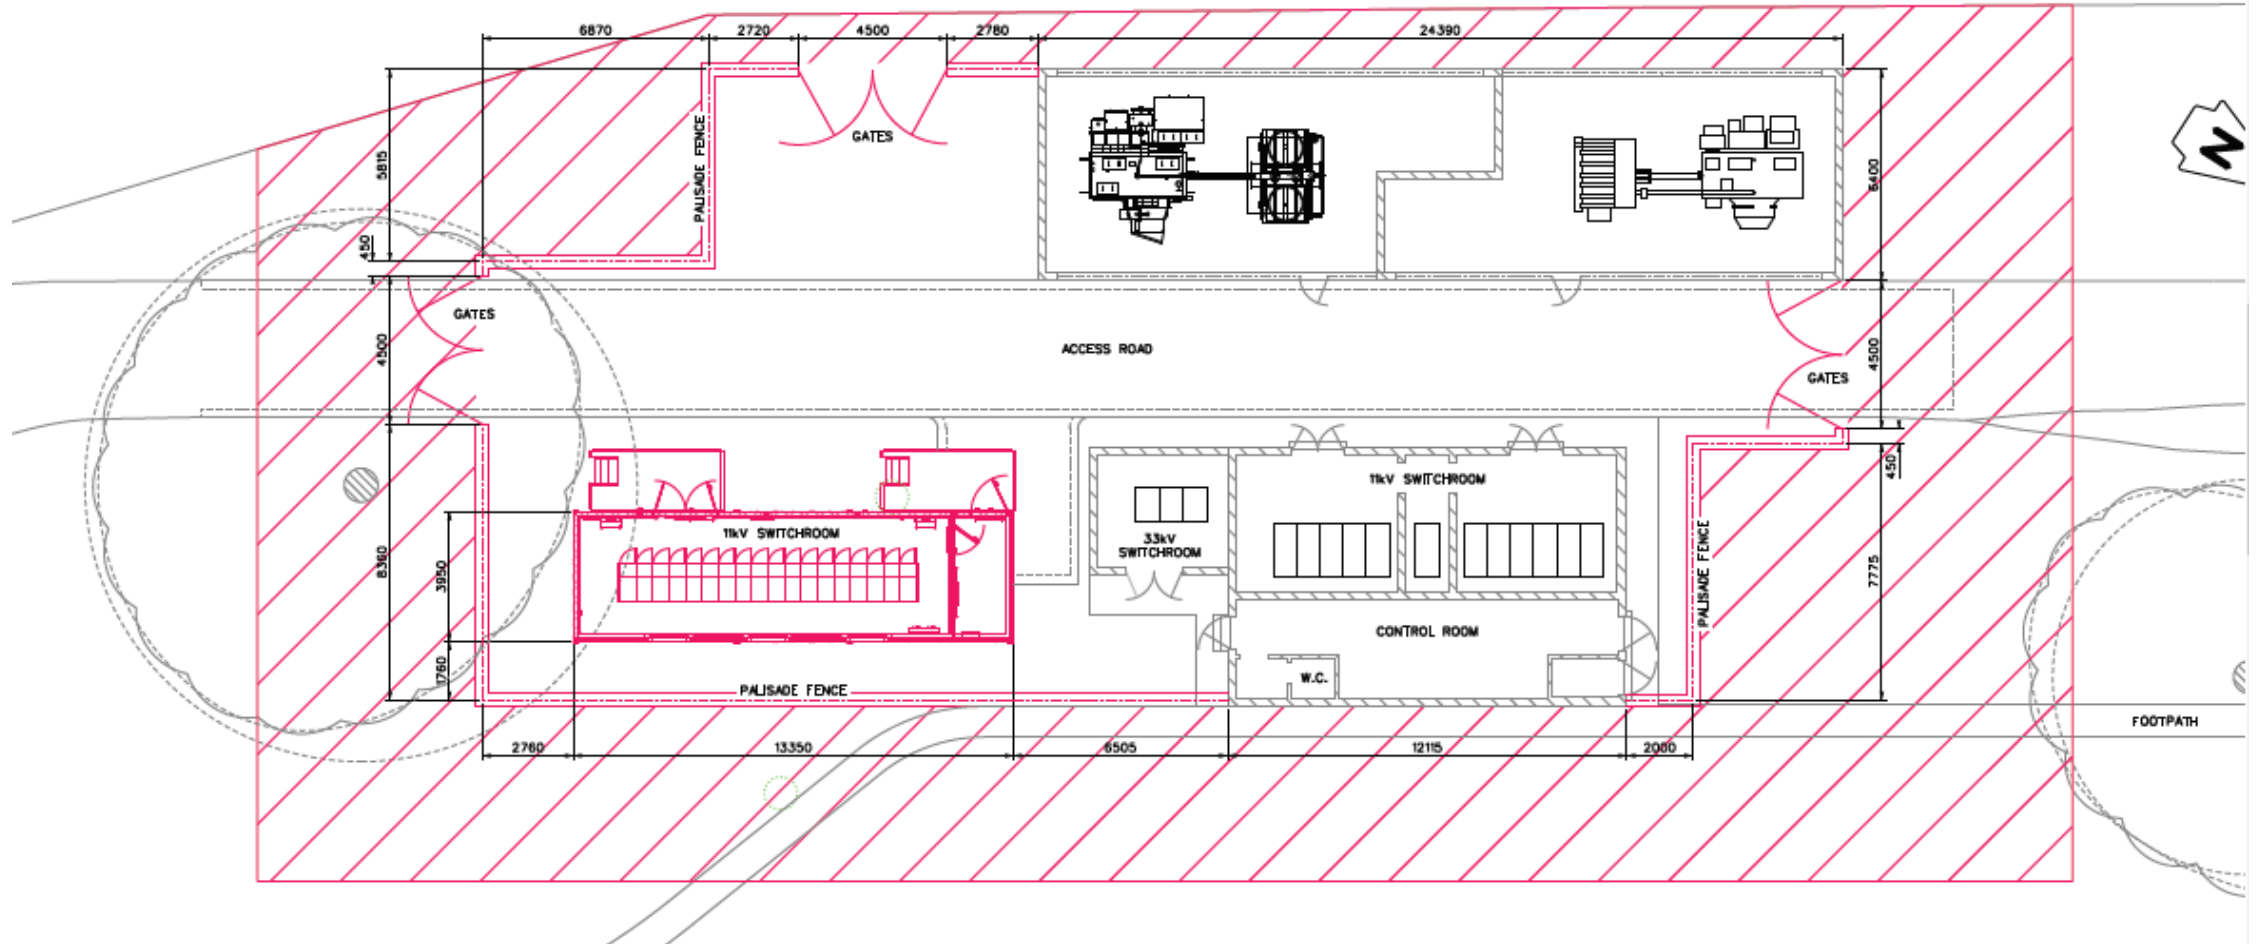 6870
2720
4500
2780
24390
GATES
PALISADE FENCE
5815
6400
450
N
GATES
4500
ACCESS ROAD
4500
GATES
450
11kV SWITCHROOM
11kV SWITCHROOM
33kV
SWITCHROOM
8360
3950
1760
PALISADE FENCE
7775
CONTROL ROOM
W.C.
PALISADE FENCE
FOOTPATH
2760
13350
6505
12115
2000